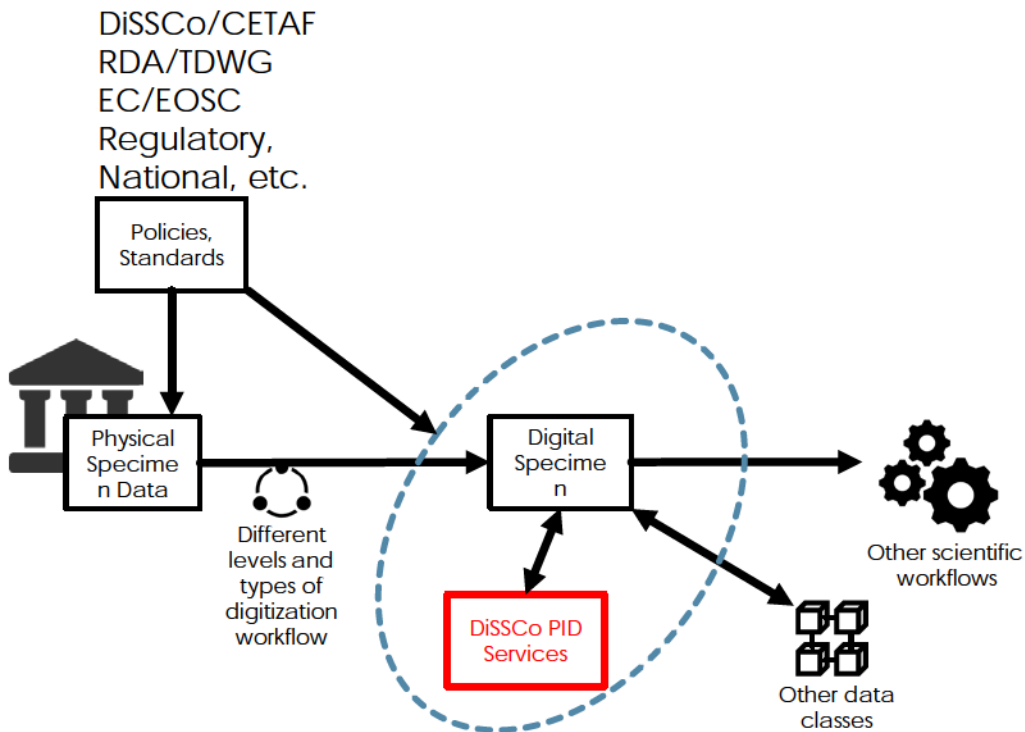 DiSSCo/CETAF
RDA/TDWG
EC/EOSC
Regulatory,
National, etc.
Policies,
Standards
Physical
Specime
n Data
Different
levels and
types of
digitization
workflow
Digital
Specime
n
DiSSCo PID
Services
Other scientific
workflows
Other data
classes